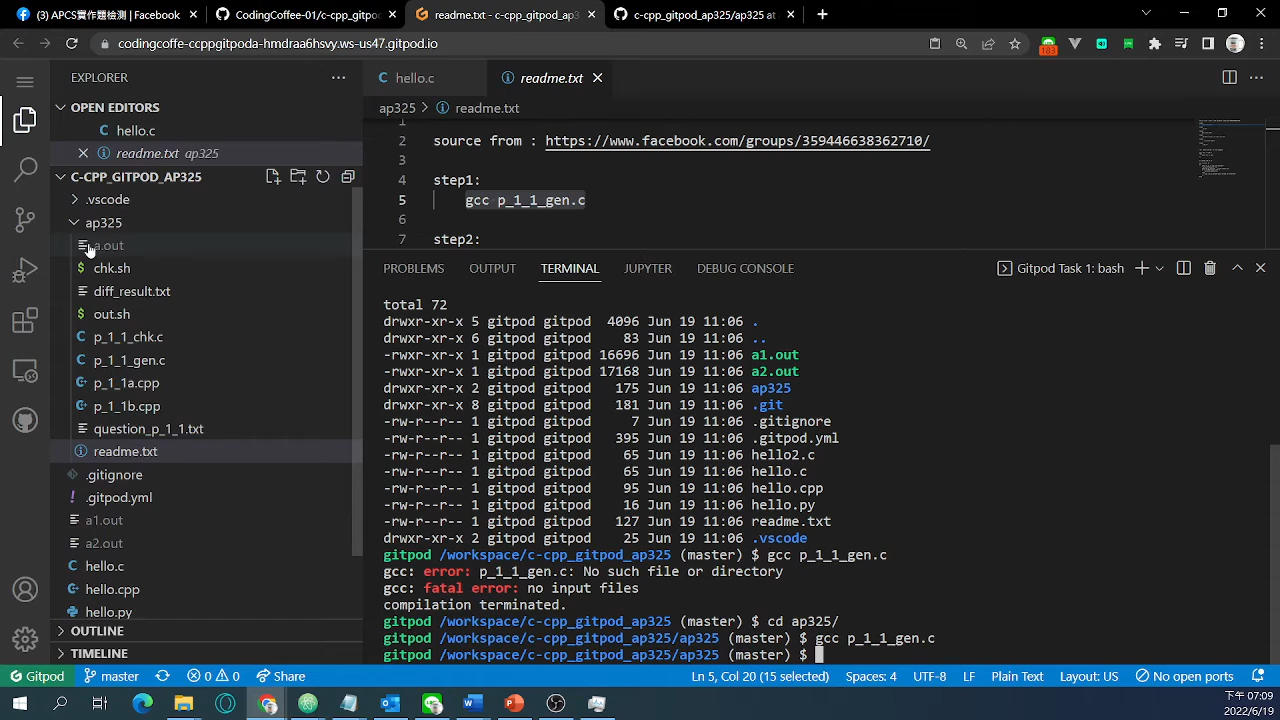 (3) APCS實作題檢測 | Facebook
CodingCoffee-01/c-cpp_gitpo
readme.txt - c-cpp_gitpod_ap3
c-cpp_gitpod_ap325/ap325 at
codingcoffe-ccppgitpoda-hmdraa6hsvy.ws-us47.gitpod.io
183
EXPLORER
OPEN EDITORS
hello.c
readme.txt ap325
C-CPP_GITPOD_AP325
.vscode
ap325
a.out
chk.sh
diff_result.txt
out.sh
p_1_1_chk.c
p_1_1_gen.c
p_1_1a.cpp
p_1_1b.cpp
question_p_1_1.txt
readme.txt
.gitignore
.gitpod.yml
a1.out
a2.out
hello.c
hello.cpp
hello.py
OUTLINE
TIMELINE
hello.c
readme.txt
ap325 > readme.txt
1
2 source from : https://www.facebook.com/groups/359446638362710/
3
4 step1:
5 gcc p_1_1_gen.c
6
7 step2:
PROBLEMS OUTPUT TERMINAL JUPYTER DEBUG CONSOLE
Gitpod Task 1: bash
total 72
drwxr-xr-x 5 gitpod gitpod 4096 Jun 19 11:06 .
drwxr-xr-x 6 gitpod gitpod 83 Jun 19 11:06 ..
-rwxr-xr-x 1 gitpod gitpod 16696 Jun 19 11:06 a1.out
-rwxr-xr-x 1 gitpod gitpod 17168 Jun 19 11:06 a2.out
drwxr-xr-x 2 gitpod gitpod 175 Jun 19 11:06 ap325
drwxr-xr-x 8 gitpod gitpod 181 Jun 19 11:06 .git
-rw-r--r-- 1 gitpod gitpod 7 Jun 19 11:06 .gitignore
-rw-r--r-- 1 gitpod gitpod 395 Jun 19 11:06 .gitpod.yml
-rw-r--r-- 1 gitpod gitpod 65 Jun 19 11:06 hello2.c
-rw-r--r-- 1 gitpod gitpod 65 Jun 19 11:06 hello.c
-rw-r--r-- 1 gitpod gitpod 95 Jun 19 11:06 hello.cpp
-rw-r--r-- 1 gitpod gitpod 16 Jun 19 11:06 hello.py
-rw-r--r-- 1 gitpod gitpod 127 Jun 19 11:06 readme.txt
drwxr-xr-x 2 gitpod gitpod 25 Jun 19 11:06 .vscode
gitpod /workspace/c-cpp_gitpod_ap325 (master) $ gcc p_1_1_gen.c
gcc: error: p_1_1_gen.c: No such file or directory
gcc: fatal error: no input files
compilation terminated.
gitpod /workspace/c-cpp_gitpod_ap325 (master) $ cd ap325/
gitpod /workspace/c-cpp_gitpod_ap325/ap325 (master) $ gcc p_1_1_gen.c
gitpod /workspace/c-cpp_gitpod_ap325/ap325 (master) $
Gitpod master 0 0 Share Ln 5, Col 20 (15 selected) Spaces: 4 UTF-8 LF Plain Text Layout: US No open ports
下午 07:09
2022/6/19